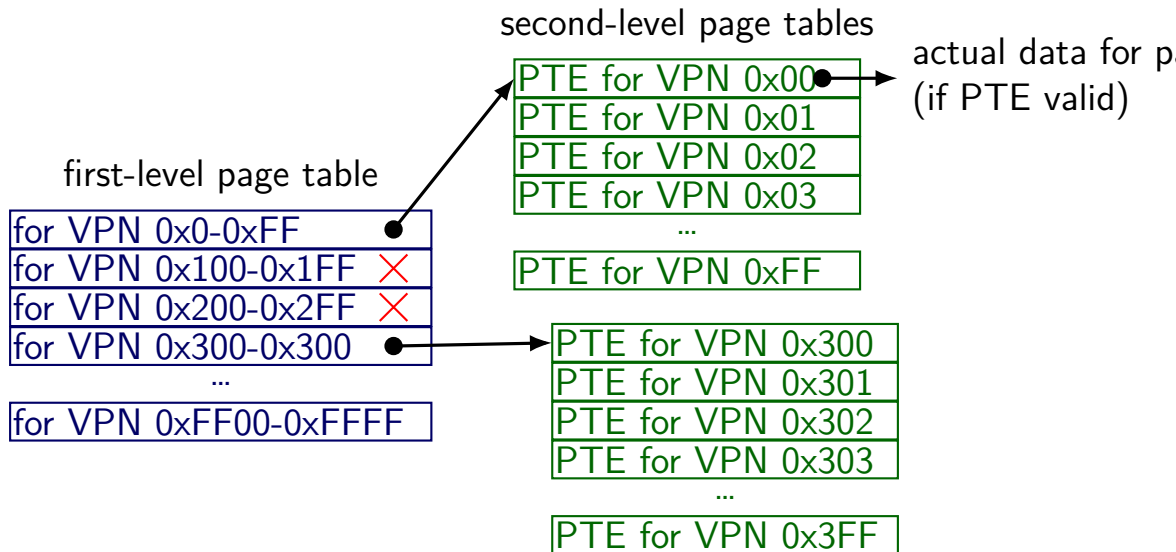 second-level page tables
PTE for VPN 0x00
PTE for VPN 0x01
PTE for VPN 0x02
PTE for VPN 0x03
...
PTE for VPN 0xFF
actual data for
(if PTE valid)
first-level page table
for VPN 0x0-0xFF
for VPN 0x100-0x1FF
for VPN 0x200-0x2FF
for VPN 0x300-0x300
...
for VPN 0xFF00-0xFFFF
PTE for VPN 0x300
PTE for VPN 0x301
PTE for VPN 0x302
PTE for VPN 0x303
...
PTE for VPN 0x3FF